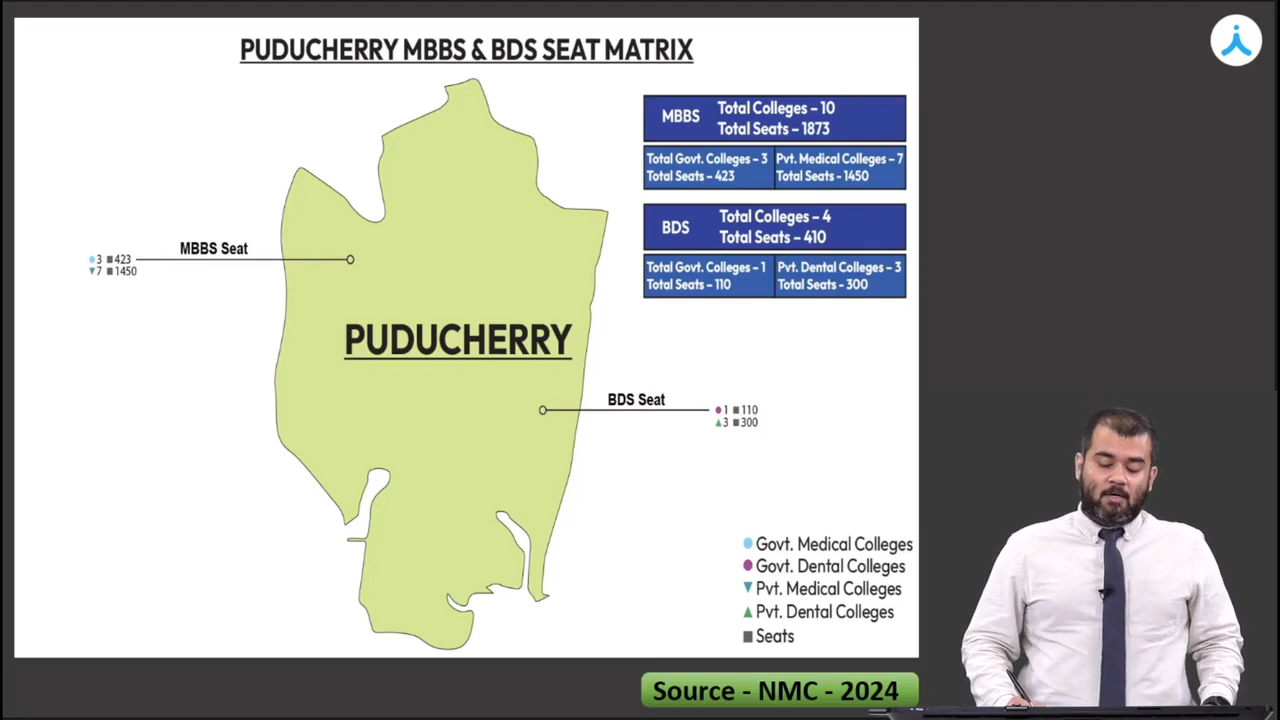 PUDUCHERRY MBBS & BDS SEAT MATRIX
MBBS
Total Colleges – 10
Total Seats – 1873
Total Govt. Colleges – 3
Total Seats – 423
Pvt. Medical Colleges – 7
Total Seats - 1450
BDS
Total Colleges – 4
Total Seats – 410
Total Govt. Colleges – 1
Total Seats – 110
Pvt. Dental Colleges – 3
Total Seats - 300
MBBS Seat
3 423
7 1450
PUDUCHERRY
BDS Seat
1 110
3 300
Govt. Medical Colleges
Govt. Dental Colleges
Pvt. Medical Colleges
Pvt. Dental Colleges
Seats
Source - NMC - 2024